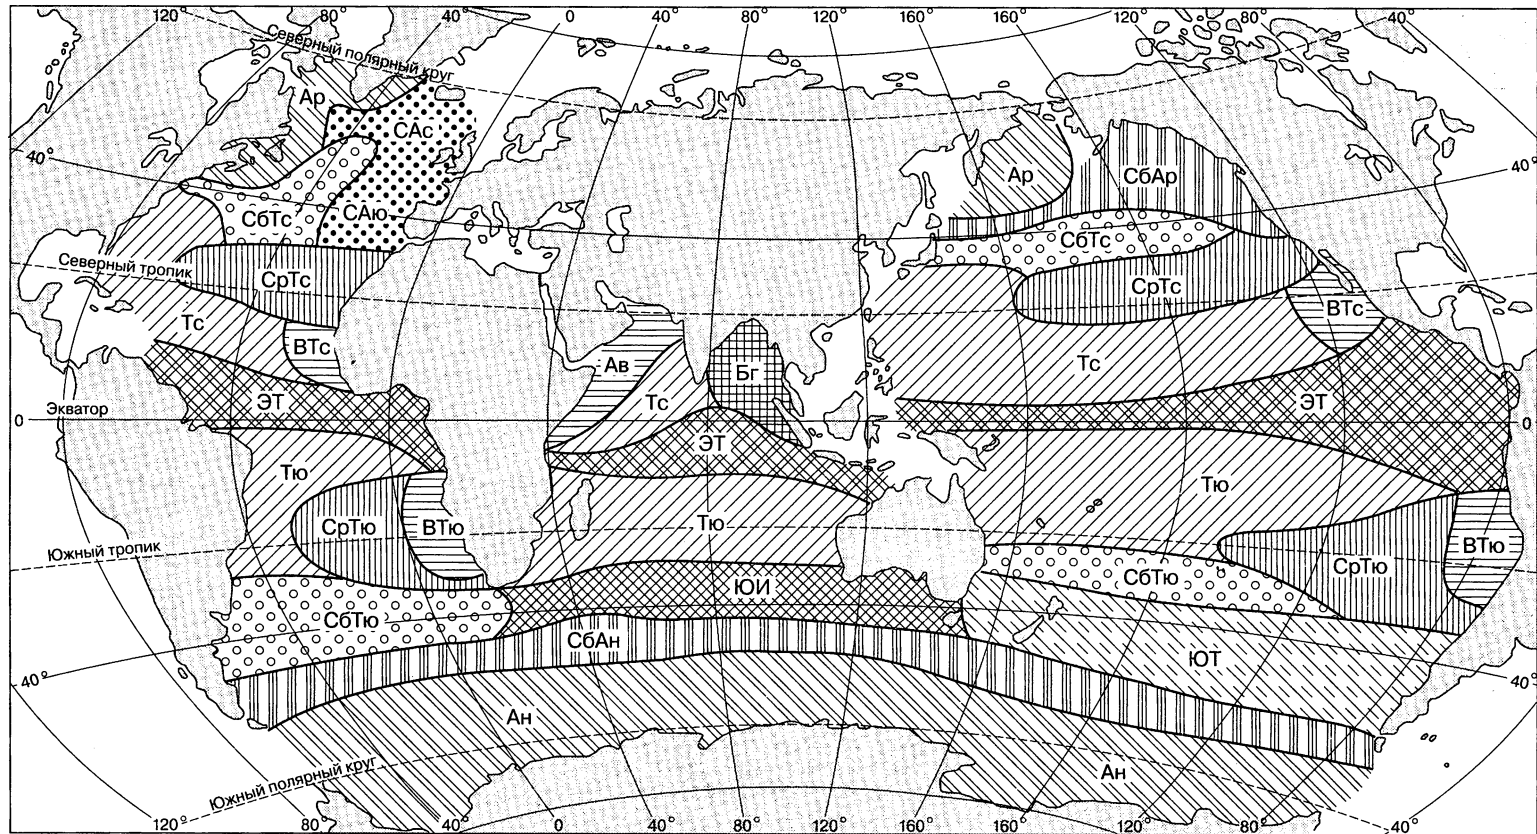 120° 80° 40° 0 40° 80° 120° 160° 160° 120° 80° 40°
Северный полярный круг
Ар
САс
Ар
СбАр
40°
40°
СбТс
САю
СбТс
Северный тропик
СрТс
СрТс
ВТс
Тс
ВТс
Ав
Бг
Тс
Тс
ЭТ
ЭТ
Экватор
0
0
ЭТ
Тю
Тю
СрТю
ВТю
Тю
Южный тропик
ВТю
СрТю
СбТю
ЮИ
СбТю
СбАн
ЮТ
40°
40°
Ан
Ан
Южный полярный круг
120° 80° 40° 0 40° 80° 120° 160° 160° 120° 80° 40°